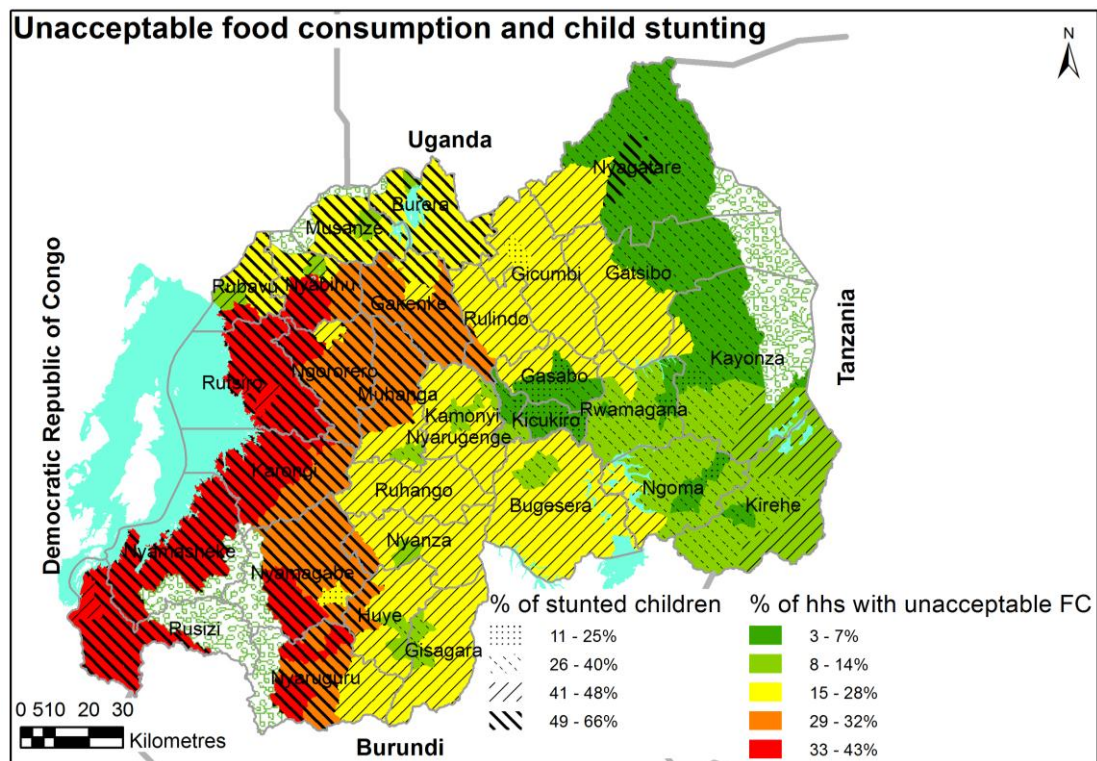 Unacceptable food consumption and child stunting
N
Uganda
Nyagatare
Burera
Musanze
Democratic Republic of Congo
Rubavu
Nyabihu
Gicumbi
Gatsibo
Gakenke
Rulindo
Tanzania
Kayonza
Gasabo
Rutsiro
Ngororero
Muhanga
Kicukiro
Rwamagana
Kamonyi
Nyarugenge
Karongi
Ruhango
Bugesera
Ngoma
Kirehe
Nyanza
Nyamasheke
Nyamagabe
Huye
Rusizi
Gisagara
Nyaruguru
% of stunted children
11 - 25%
26 - 40%
41 - 48%
49 - 66%
% of hhs with unacceptable FC
3 - 7%
8 - 14%
15 - 28%
29 - 32%
33 - 43%
0 510 20 30
Kilometres
Burundi